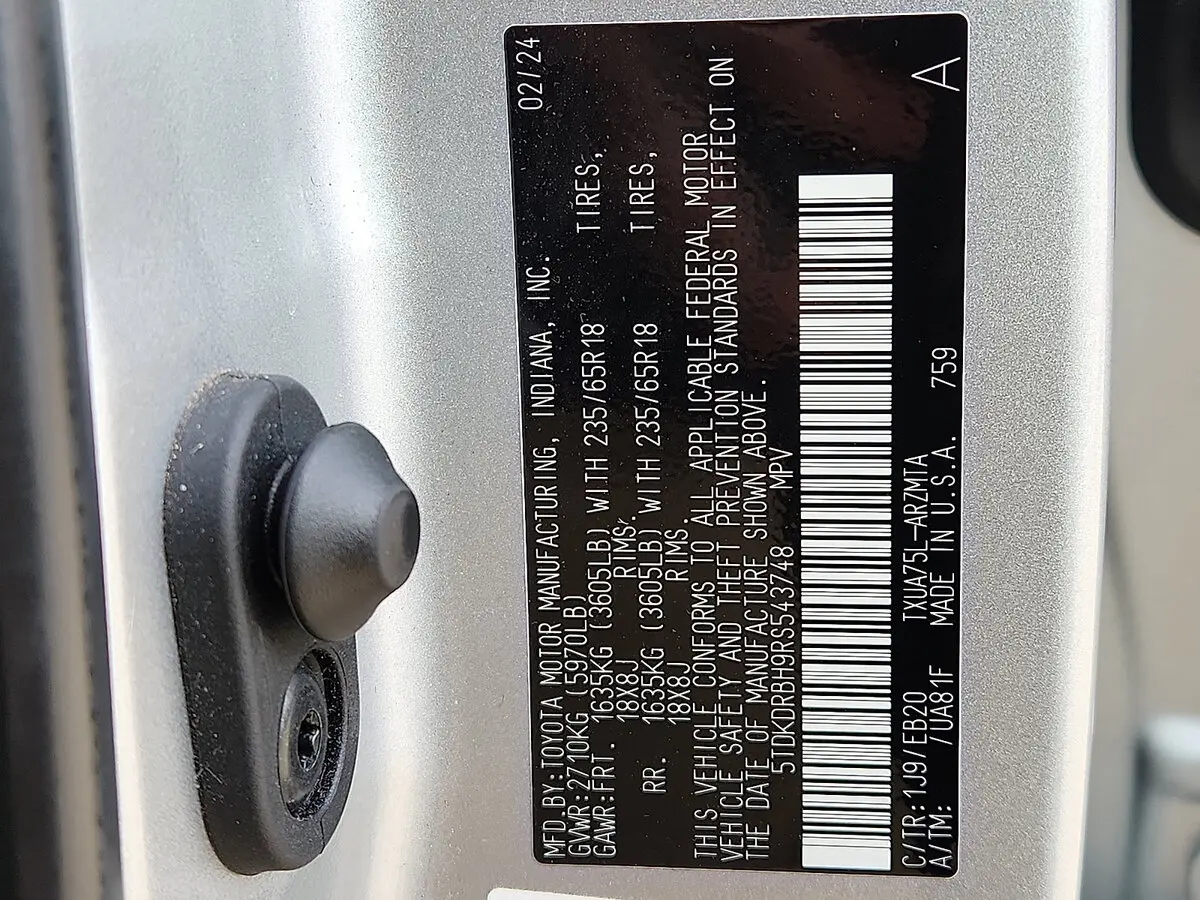 MFD.BY:TOYOTA MOTOR MANUFACTURING, INDIANA, INC. 02/24
GVWR:2710KG (5970LB)
GAWR:FRT. 1635KG (3605LB) WITH 235/65R18 TIRES,
18X8J RIMS.
RR. 1635KG (3605LB) WITH 235/65R18 TIRES,
18X8J RIMS.
THIS VEHICLE CONFORMS TO ALL APPLICABLE FEDERAL MOTOR
VEHICLE SAFETY AND THEFT PREVENTION STANDARDS IN EFFECT ON
THE DATE OF MANUFACTURE SHOWN ABOVE.
5TDKDRBH9RS543748 MPV
C/TR:1J9/EB20 TXUA75L-ARZMTA 759
A/TM: /UA81F MADE IN U.S.A. A